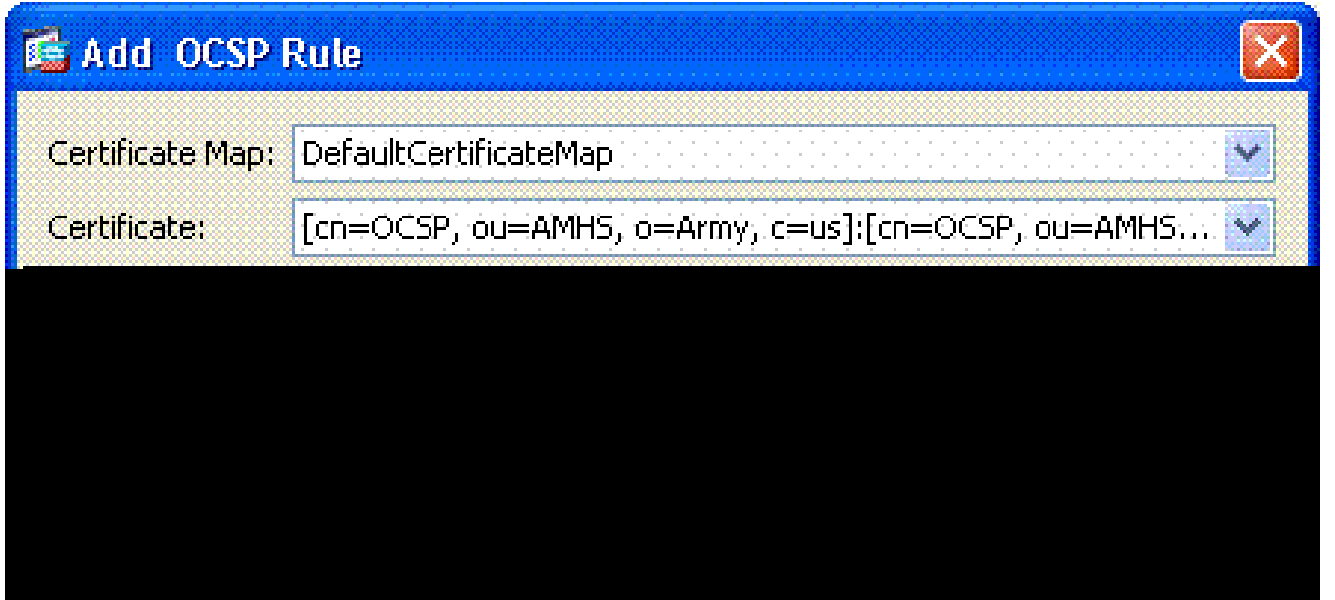 Add OCSP Rule
Certificate Map: DefaultCertificateMap
Certificate: [cn=OCSP, ou=AMHS, o=Army, c=us]:[cn=OCSP, ou=AMHS...